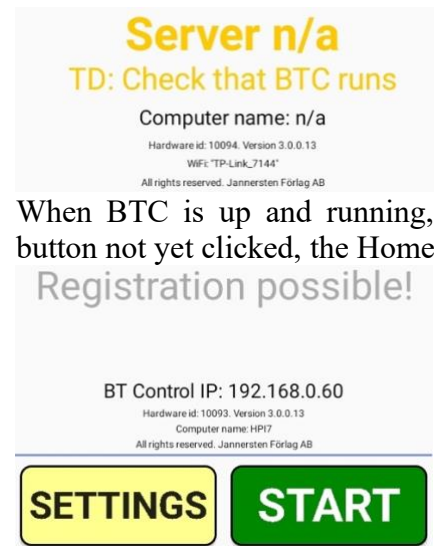 Server n/a
TD: Check that BTC runs
Computer name: n/a
Hardware id: 10094. Version 3.0.0.13
WiFi: "TP-Link_7144"
All rights reserved. Jannersten Förlag AB
When BTC is up and running,
button not yet clicked, the Home
Registration possible!
BT Control IP: 192.168.0.60
Hardware id: 10093. Version 3.0.0.13
Computer name: HPI7
All rights reserved. Jannersten Förlag AB
SETTINGS START